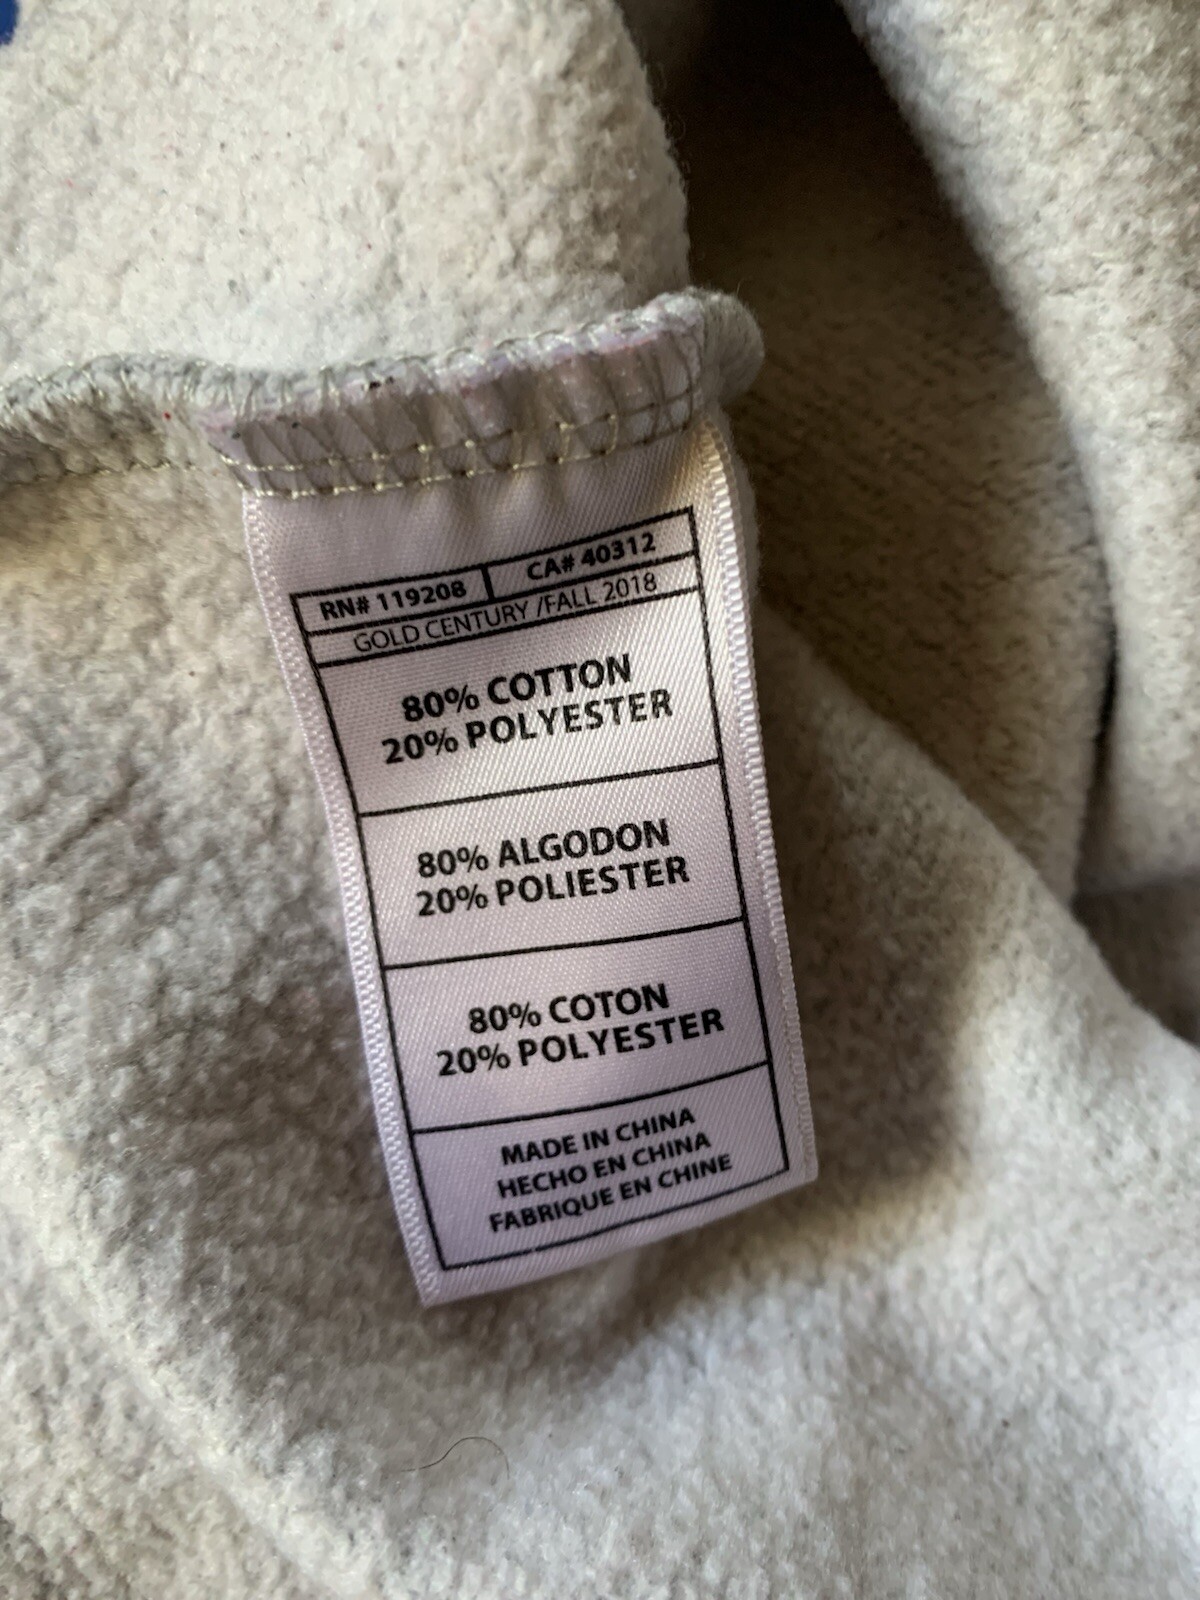 RN# 119208 CA# 40312
GOLD CENTURY /FALL 2018
80% COTTON
20% POLYESTER
80% ALGODON
20% POLIESTER
80% COTON
20% POLYESTER
MADE IN CHINA
HECHO EN CHINA
FABRIQUE EN CHINE